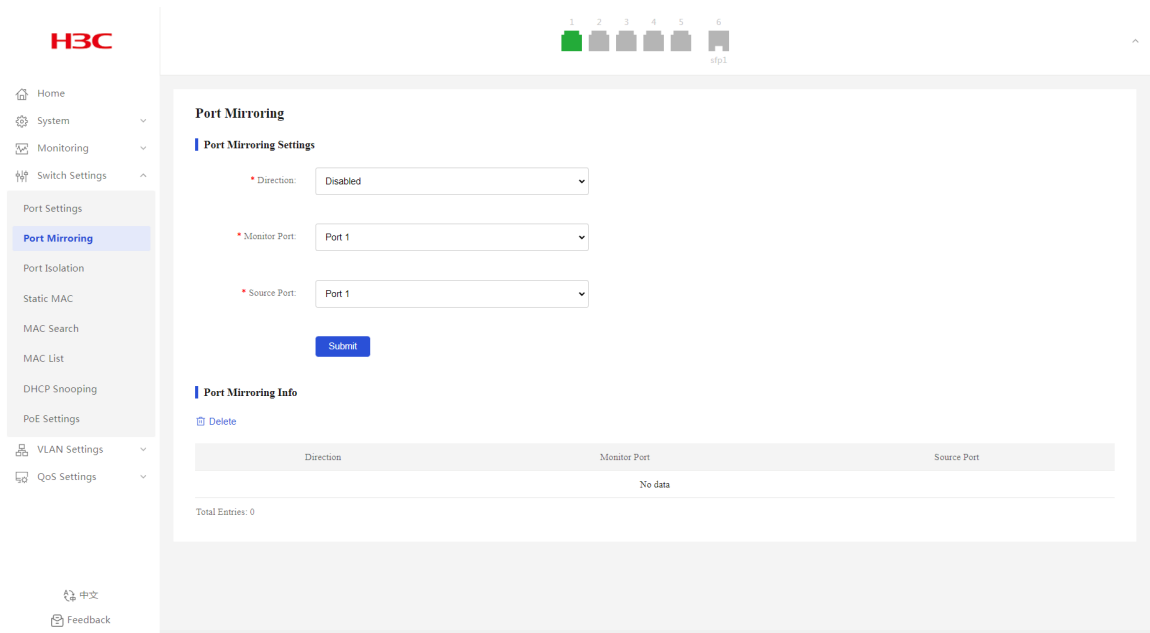 H3C
1 2 3 4 5 6
sfp1
Home
System
Monitoring
Switch Settings
Port Settings
Port Mirroring
Port Isolation
Static MAC
MAC Search
MAC List
DHCP Snooping
PoE Settings
VLAN Settings
QoS Settings
中文
Feedback
Port Mirroring
Port Mirroring Settings
* Direction: Disabled
* Monitor Port: Port 1
* Source Port: Port 1
Submit
Port Mirroring Info
Delete
Direction Monitor Port Source Port
No data
Total Entries: 0